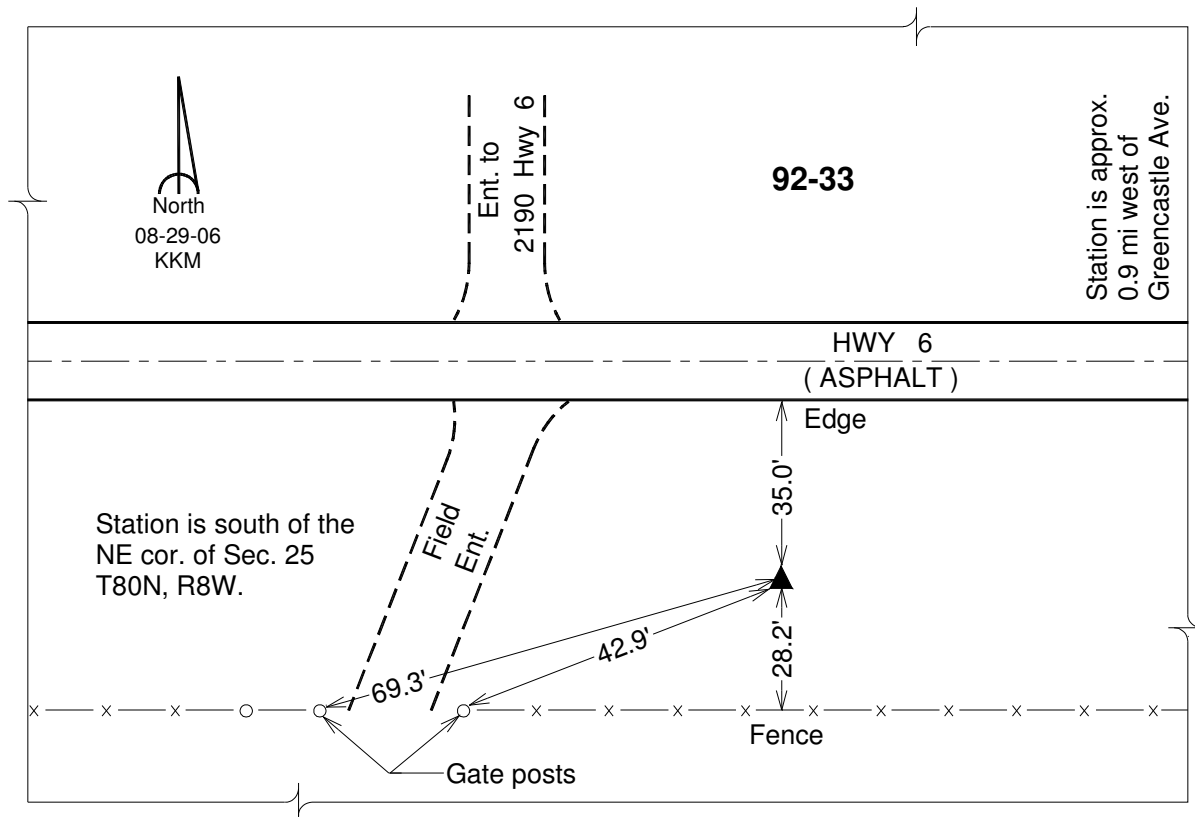 North
08-29-06
KKM
Ent. to
2190 Hwy 6
92-33
Station is approx.
0.9 mi west of
Greencastle Ave.
HWY 6
( ASPHALT )
Edge
35.0'
Station is south of the
NE cor. of Sec. 25
T80N, R8W.
Field
Ent.
28.2'
42.9'
69.3'
Fence
Gate posts